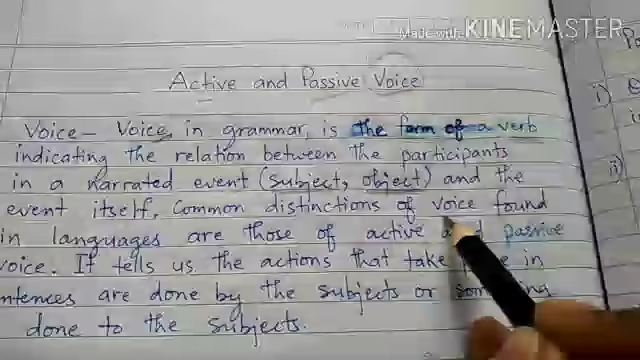 Made with KINEMASTER
Active and Passive Voice
Voice - Voice, in grammar, is the form of a verb
indicating the relation between the participants
in a narrated event (subject, object) and the
event itself. Common distinctions of voice found
in languages are those of active and passive
voice. It tells us the actions that take in
are done by the subjects or
done to the subjects.
i)
ii)